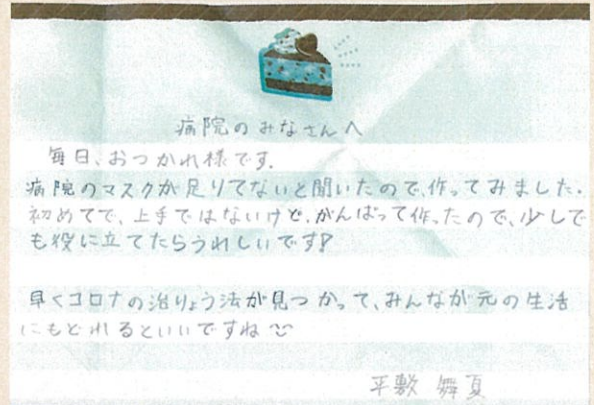 病院のみなさんへ
毎日、おつかれ様です.
病院のマスクが足りてないと聞いたので、作ってみました.
初めてで、上手ではないけど、がんばって作ったので、少しで
も役に立てたらうれしいです!
早くコロナの治りょう法が見つかって、みんなが元の生活
にもどれるといいですね
平敷 舞夏